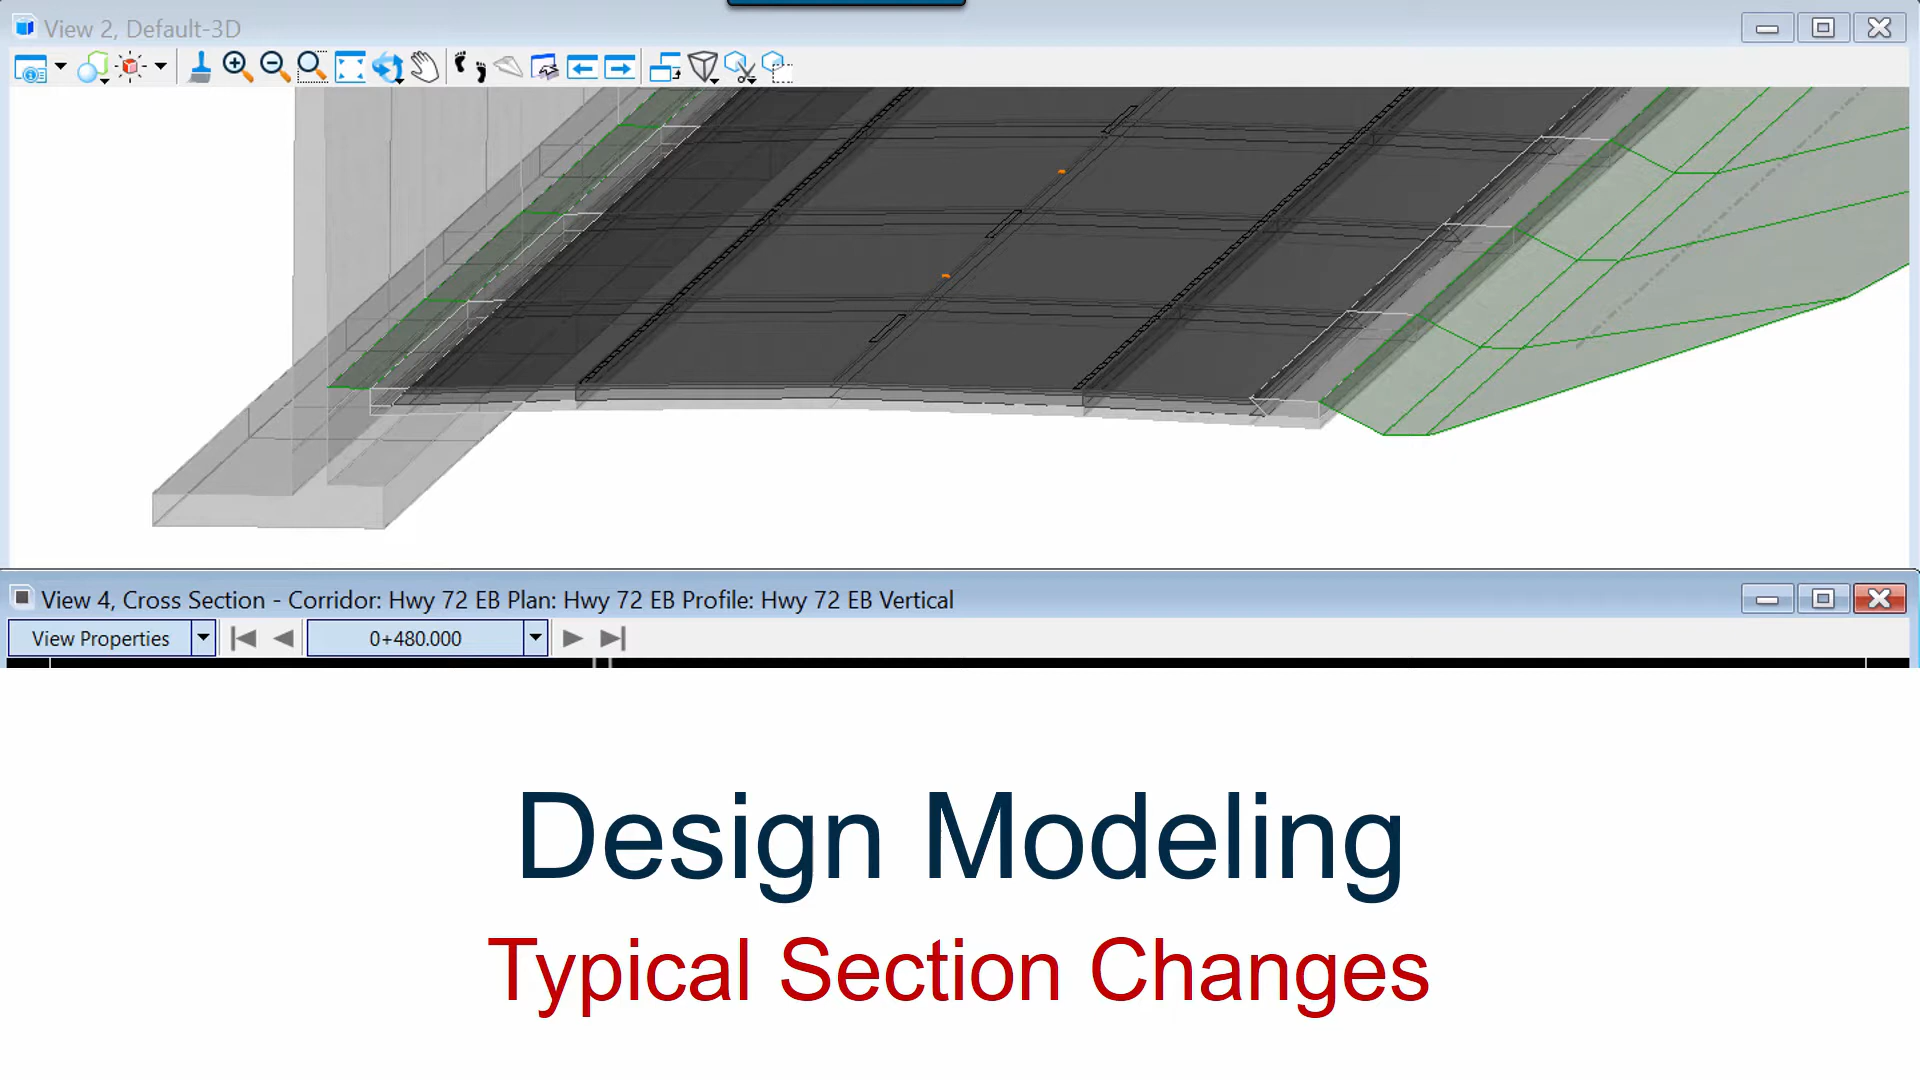 View 2, Default-3D
View 4, Cross Section - Corridor: Hwy 72 EB Plan: Hwy 72 EB Profile: Hwy 72 EB Vertical
View Properties
0+480.000
Design Modeling
Typical Section Changes